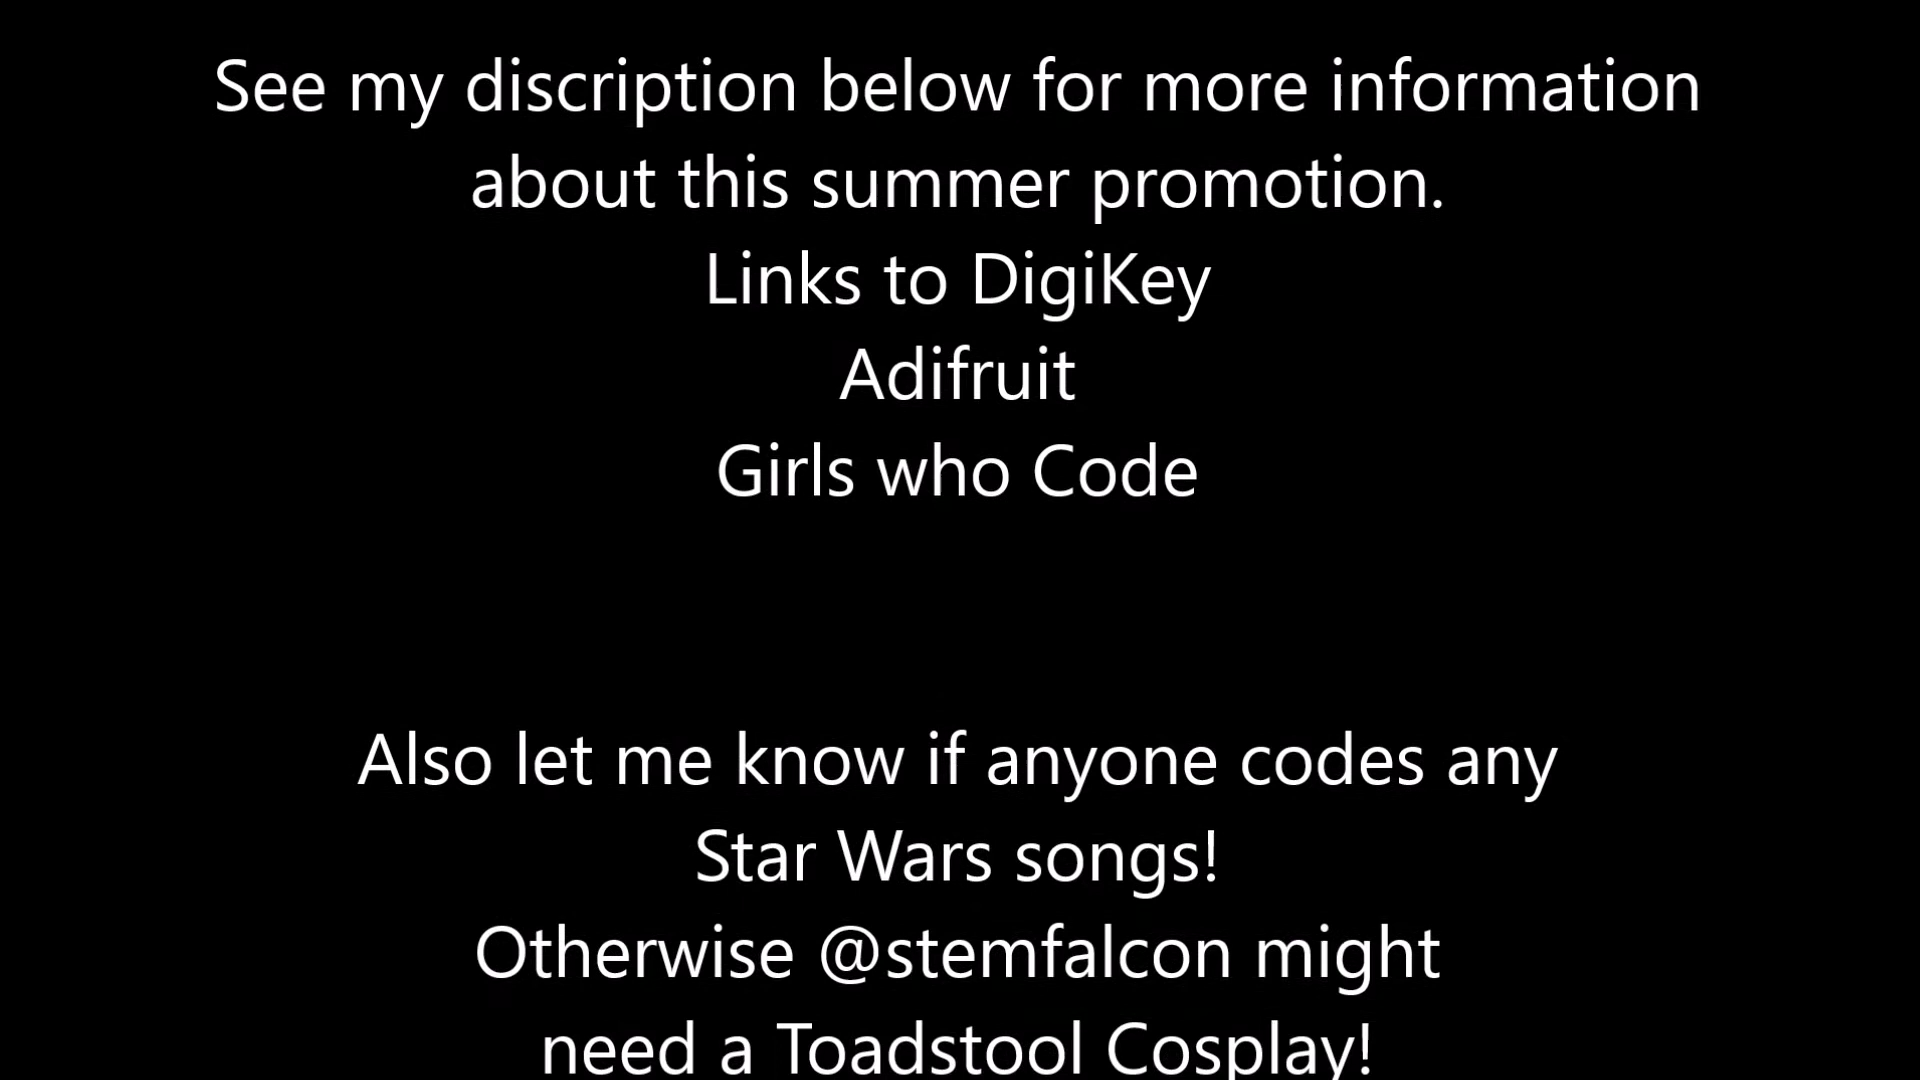 See my discription below for more information
about this summer promotion.
Links to DigiKey
Adifruit
Girls who Code
Also let me know if anyone codes any
Star Wars songs!
Otherwise @stemfalcon might
need a Toadstool Cosplay!